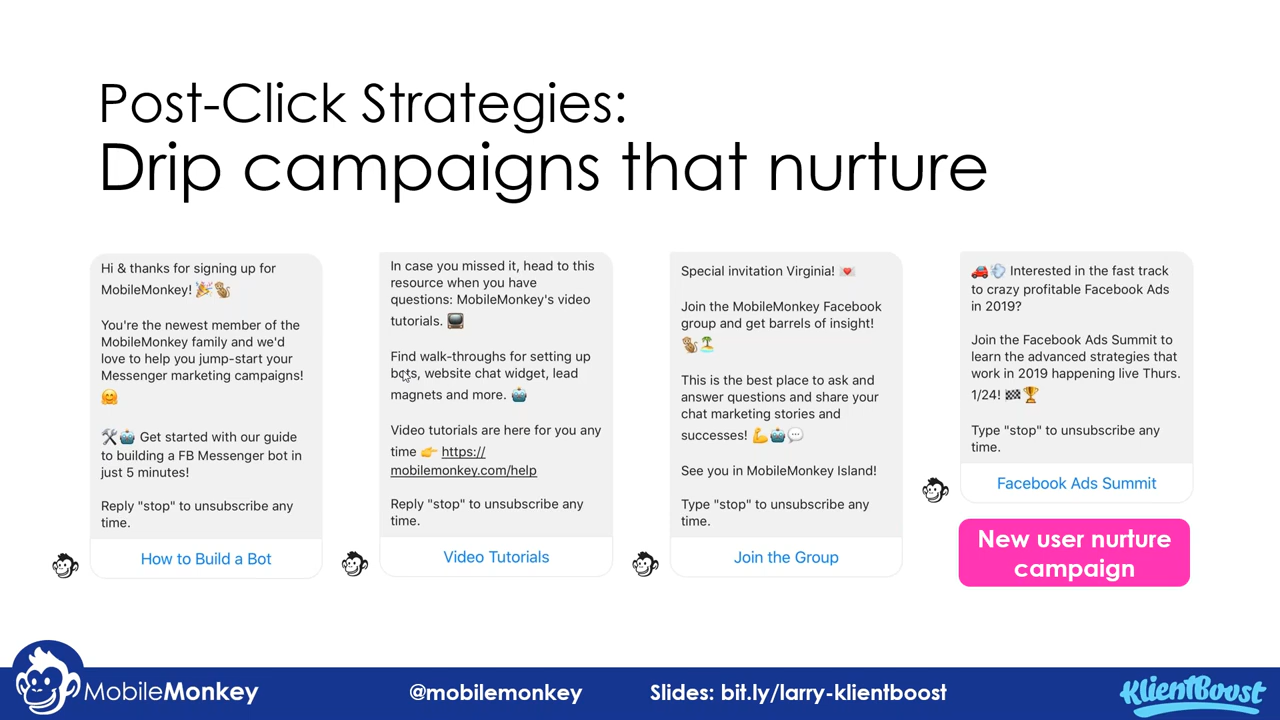 Post-Click Strategies:
Drip campaigns that nurture
Hi & thanks for signing up for
MobileMonkey! 🎉🐒
You're the newest member of the
MobileMonkey family and we'd
love to help you jump-start your
Messenger marketing campaigns!
🤗
🛠🤖 Get started with our guide
to building a FB Messenger bot in
just 5 minutes!
Reply "stop" to unsubscribe any
time.
How to Build a Bot
In case you missed it, head to this
resource when you have
questions: MobileMonkey's video
tutorials. 📺
Find walk-throughs for setting up
bots, website chat widget, lead
magnets and more. 🤖
Video tutorials are here for you any
time 👉 https://
mobilemonkey.com/help
Reply "stop" to unsubscribe any
time.
Video Tutorials
Special invitation Virginia! 💌
Join the MobileMonkey Facebook
group and get barrels of insight!
🐒🏝
This is the best place to ask and
answer questions and share your
chat marketing stories and
successes! 💪🤖💬
See you in MobileMonkey Island!
Type "stop" to unsubscribe any
time.
Join the Group
🚗💨 Interested in the fast track
to crazy profitable Facebook Ads
in 2019?
Join the Facebook Ads Summit to
learn the advanced strategies that
work in 2019 happening live Thurs.
1/24! 🏁🏆
Type "stop" to unsubscribe any
time.
Facebook Ads Summit
New user nurture
campaign
MobileMonkey
@mobilemonkey
Slides: bit.ly/larry-klientboost
KlientBoost